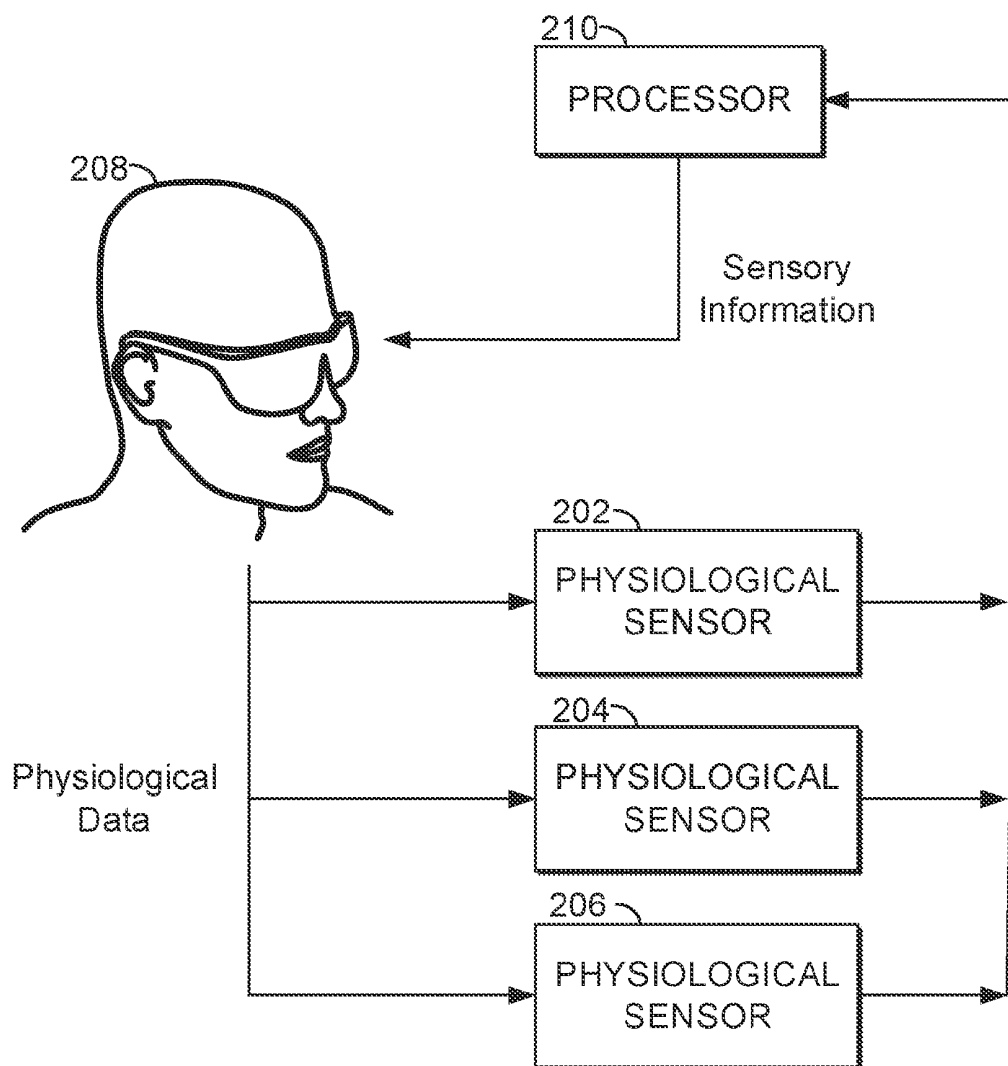 210
PROCESSOR
208
Sensory
Information
202
PHYSIOLOGICAL
SENSOR
204
PHYSIOLOGICAL
SENSOR
Physiological
Data
206
PHYSIOLOGICAL
SENSOR